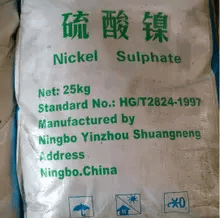 硫酸镍
Nickel Sulphate
Net: 25kg
Standard No.: HG/T2824-1997
Manufactured by
Ningbo Yinzhou Shuangneng
Address
Ningbo.China